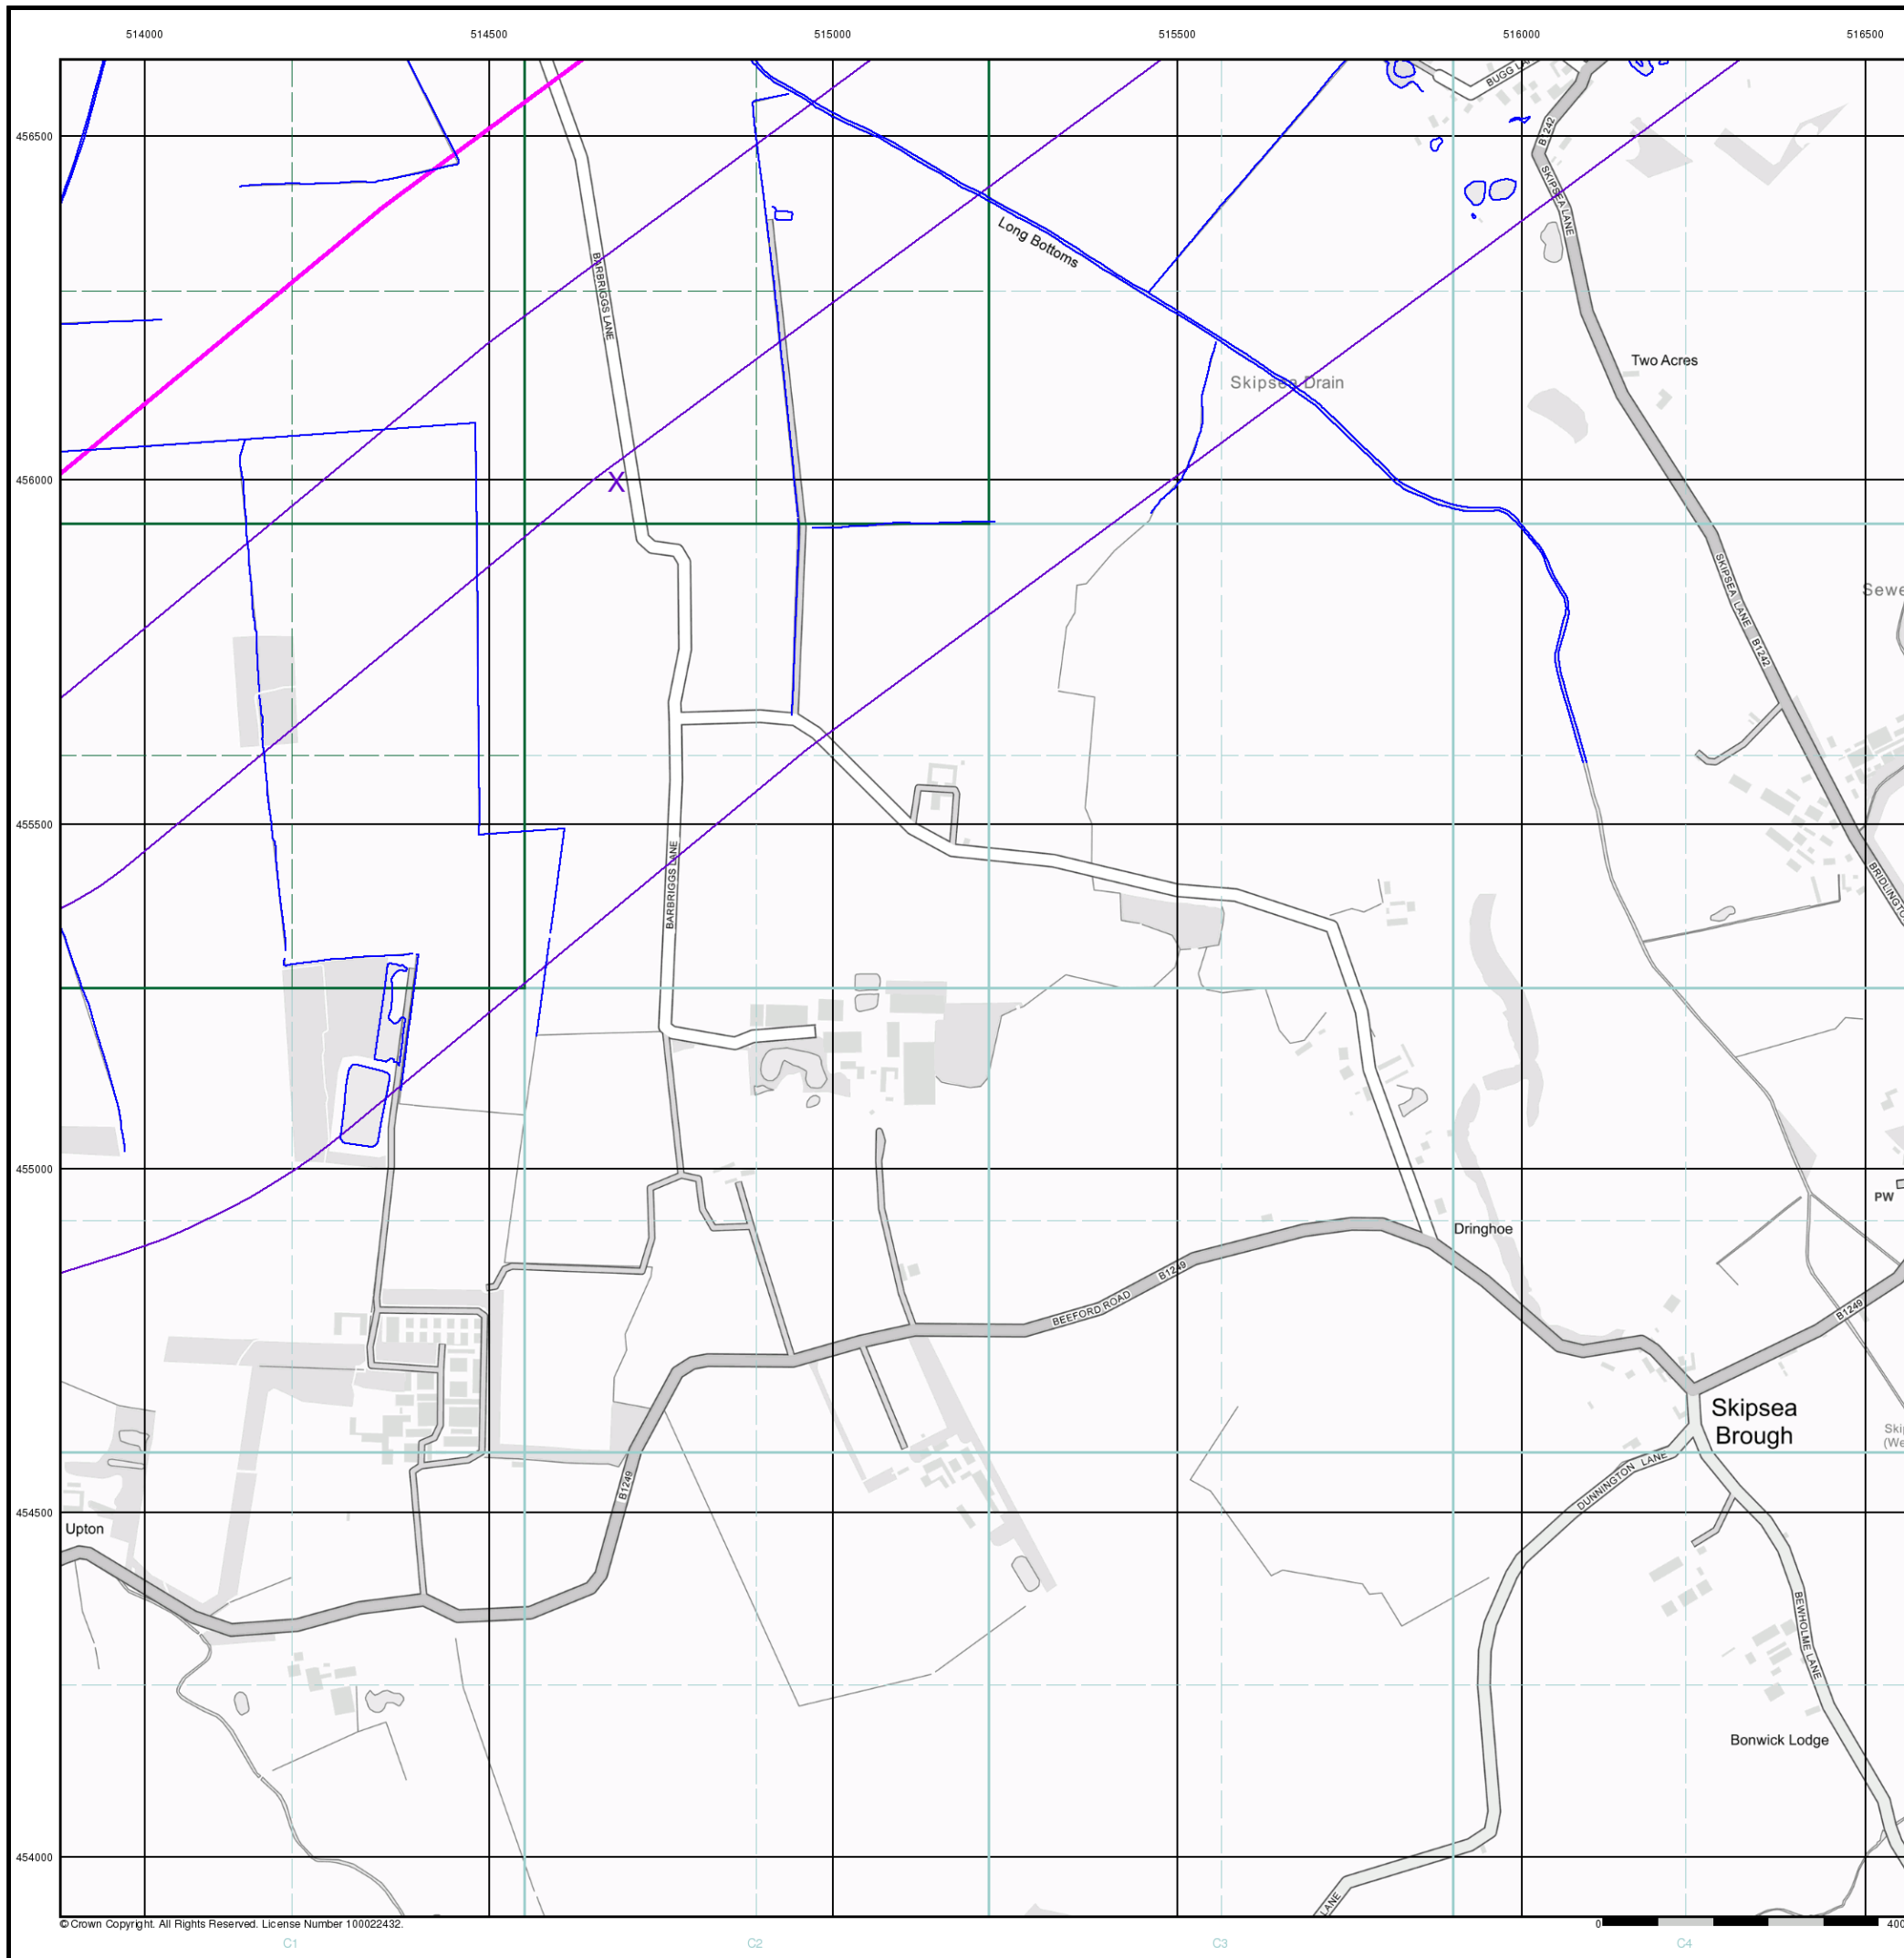 514000 514500 515000 515500 516000 516500
BUGG LA
456500
B1242
SKIPSEA LANE
Long Bottoms
BARBRIGGS LANE
Two Acres
Skipsea Drain
456000
X
SKIPSEA LANE B1242
Sewe
455500
BARBRIGGS LANE
BRIDLINGTO
455000
PW
Dringhoe
B1249
BEEFORD ROAD
B1249
Skipsea
Brough
Ski
(We
DUNNINGTON LANE
B1249
454500
Upton
BEWHOLME LANE
Bonwick Lodge
454000
LANE
© Crown Copyright. All Rights Reserved. License Number 100022432.
0 400
C1 C2 C3 C4